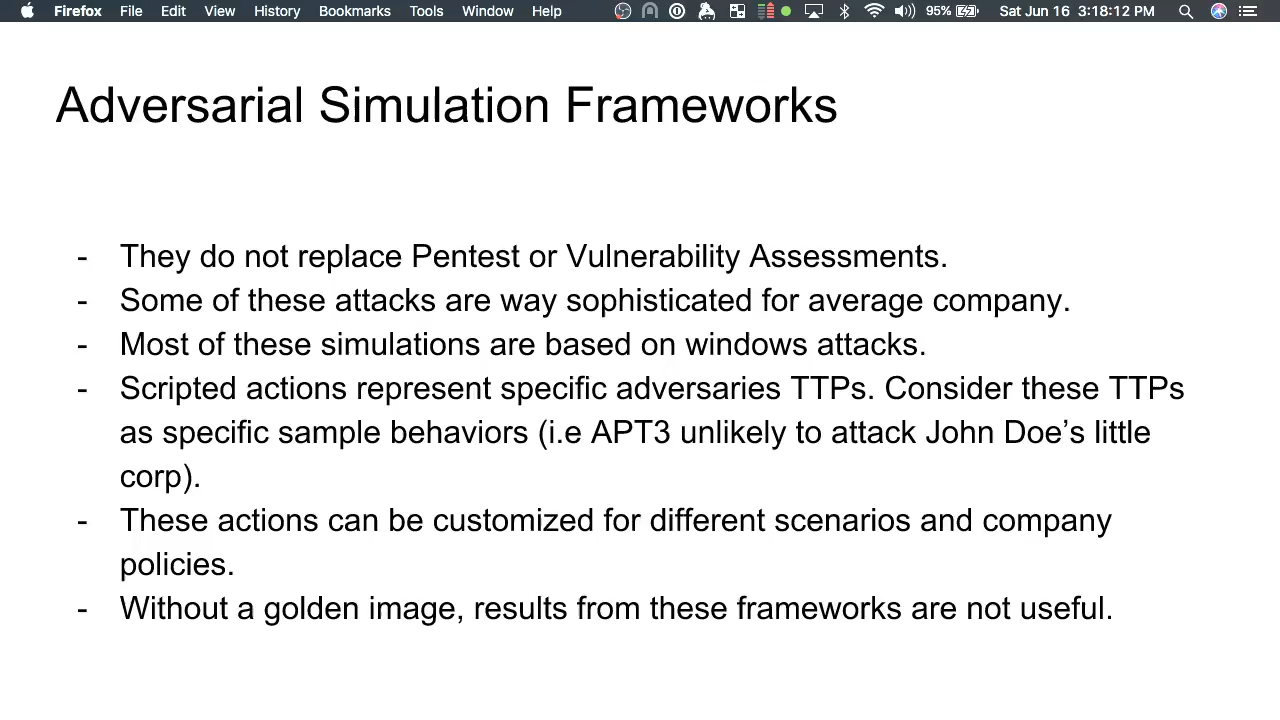 Firefox File Edit View History Bookmarks Tools Window Help 95% Sat Jun 16 3:18:12 PM
Adversarial Simulation Frameworks
- They do not replace Pentest or Vulnerability Assessments.
- Some of these attacks are way sophisticated for average company.
- Most of these simulations are based on windows attacks.
- Scripted actions represent specific adversaries TTPs. Consider these TTPs
as specific sample behaviors (i.e APT3 unlikely to attack John Doe’s little
corp).
- These actions can be customized for different scenarios and company
policies.
- Without a golden image, results from these frameworks are not useful.